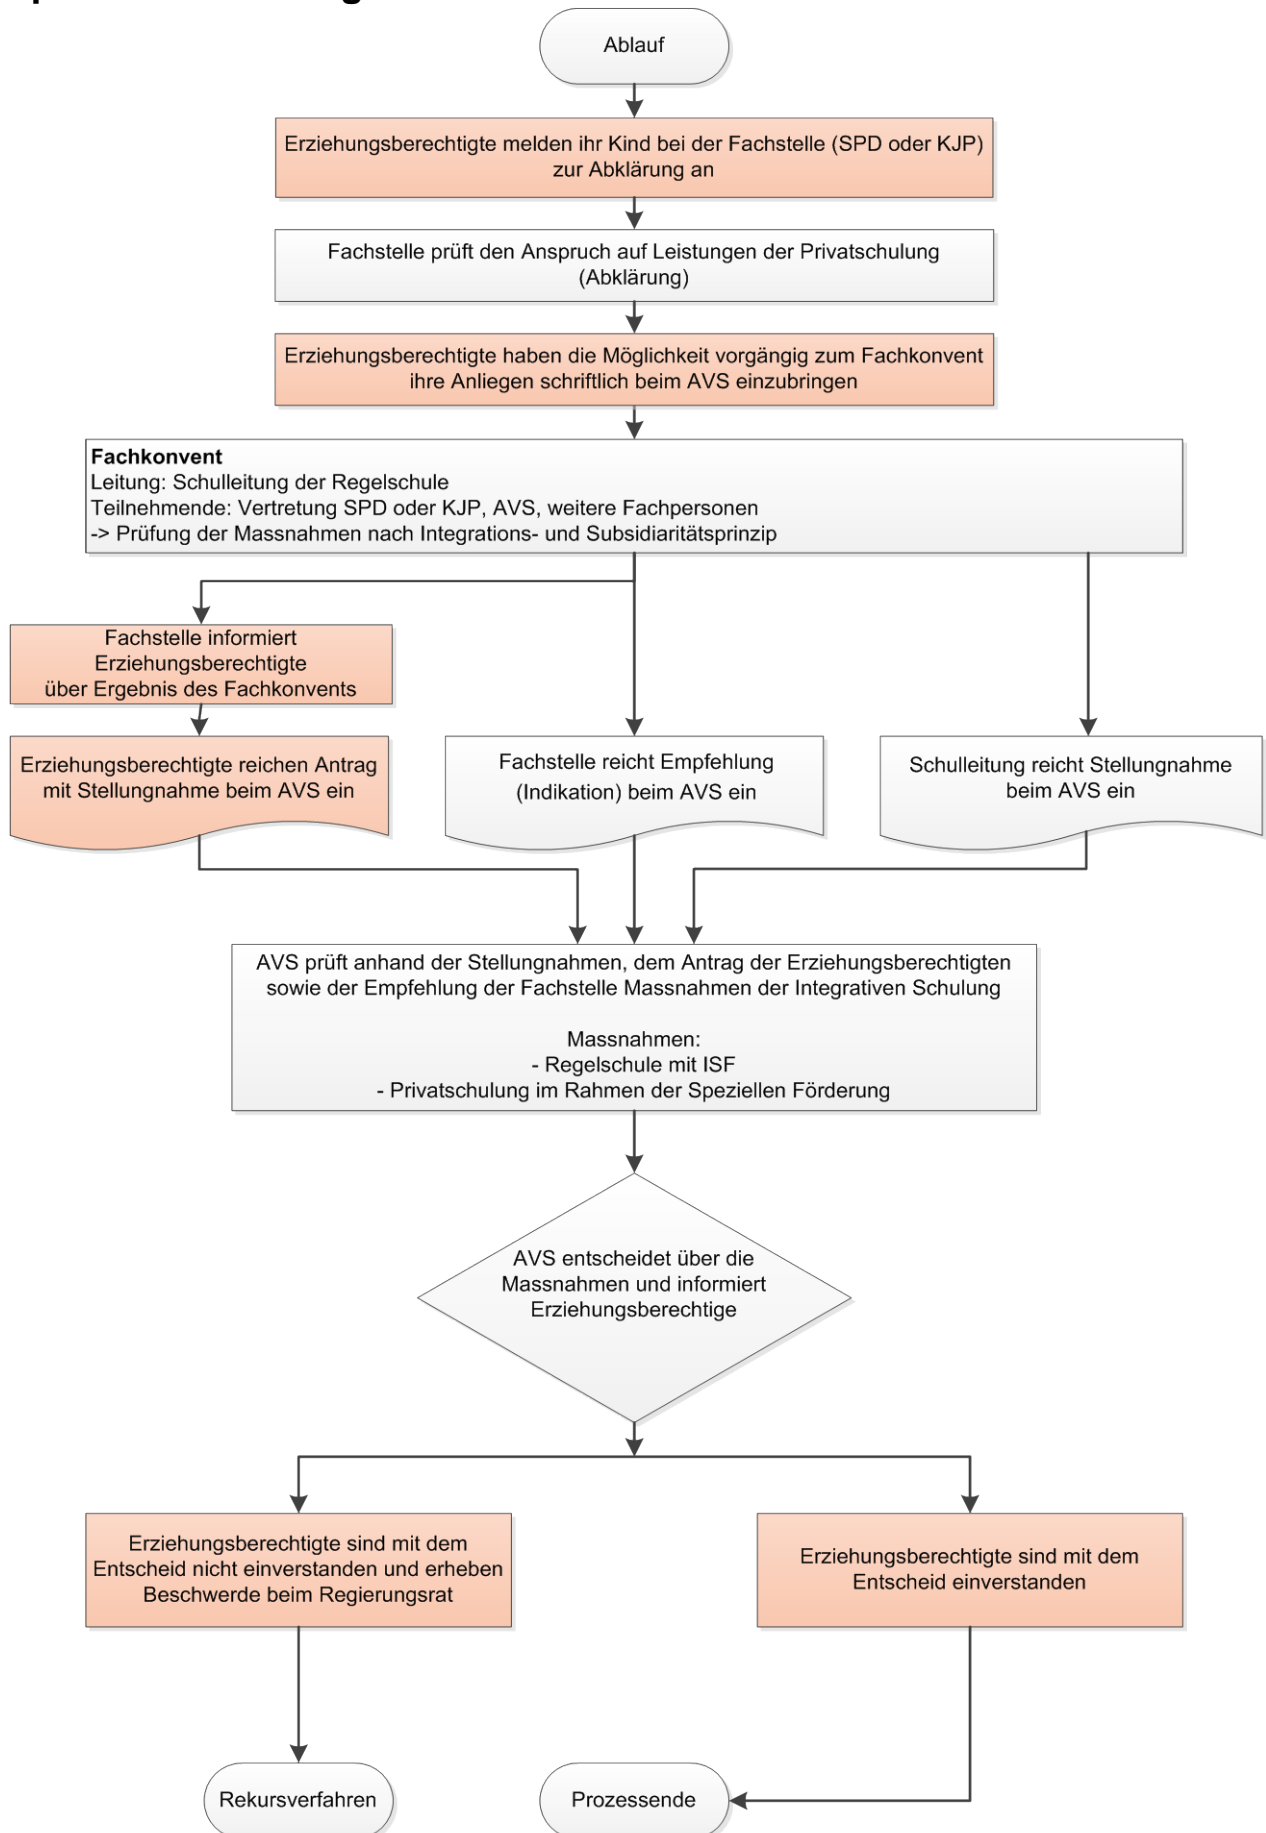 Ablauf
Erziehungsberechtigte melden ihr Kind bei der Fachstelle (SPD oder KJP)
zur Abklärung an
Fachstelle prüft den Anspruch auf Leistungen der Privatschulung
(Abklärung)
Erziehungsberechtigte haben die Möglichkeit vorgängig zum Fachkonvent
ihre Anliegen schriftlich beim AVS einzubringen
Fachkonvent
Leitung: Schulleitung der Regelschule
Teilnehmende: Vertretung SPD oder KJP, AVS, weitere Fachpersonen
-> Prüfung der Massnahmen nach Integrations- und Subsidiaritätsprinzip
Fachstelle informiert
Erziehungsberechtigte
über Ergebnis des Fachkonvents
Erziehungsberechtigte reichen Antrag
mit Stellungnahme beim AVS ein
Fachstelle reicht Empfehlung
(Indikation) beim AVS ein
Schulleitung reicht Stellungnahme
beim AVS ein
AVS prüft anhand der Stellungnahmen, dem Antrag der Erziehungsberechtigten
sowie der Empfehlung der Fachstelle Massnahmen der Integrativen Schulung
Massnahmen:
- Regelschule mit ISF
- Privatschulung im Rahmen der Speziellen Förderung
AVS entscheidet über die
Massnahmen und informiert
Erziehungsberechtige
Erziehungsberechtigte sind mit dem
Entscheid nicht einverstanden und erheben
Beschwerde beim Regierungsrat
Erziehungsberechtigte sind mit dem
Entscheid einverstanden
Rekursverfahren
Prozessende